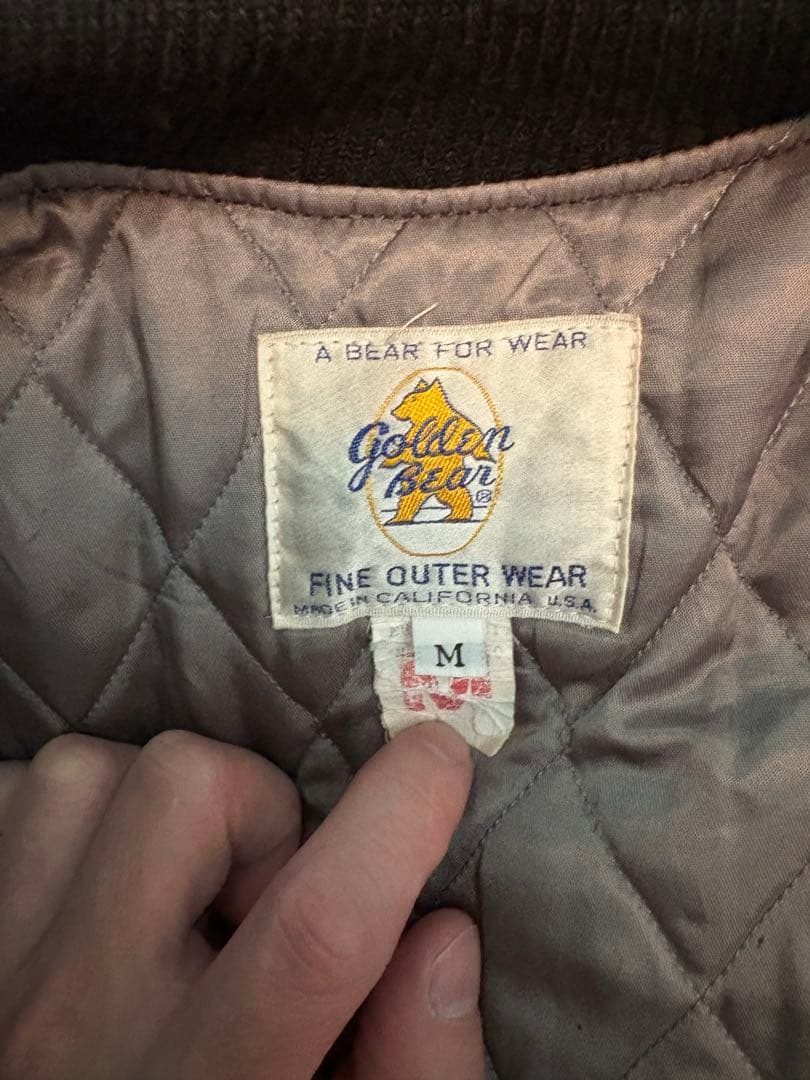 A BEAR FOR WEAR
Golden
Bear ®
FINE OUTER WEAR
MADE IN CALIFORNIA U.S.A.
M